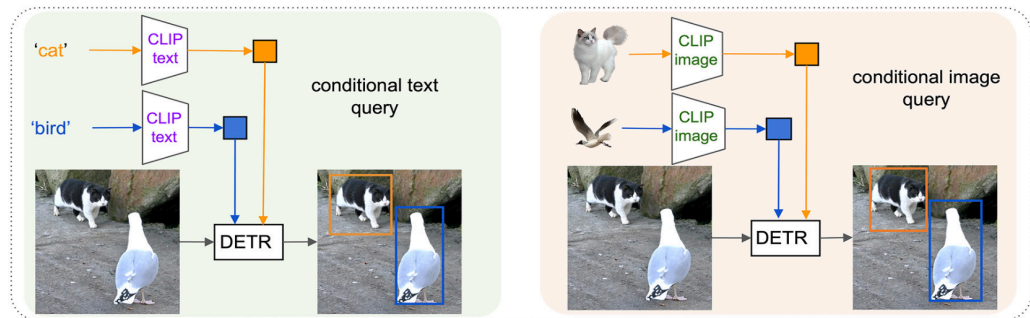 'cat'
CLIP
text
conditional text
query
'bird'
CLIP
text
DETR
CLIP
image
conditional image
query
CLIP
image
DETR